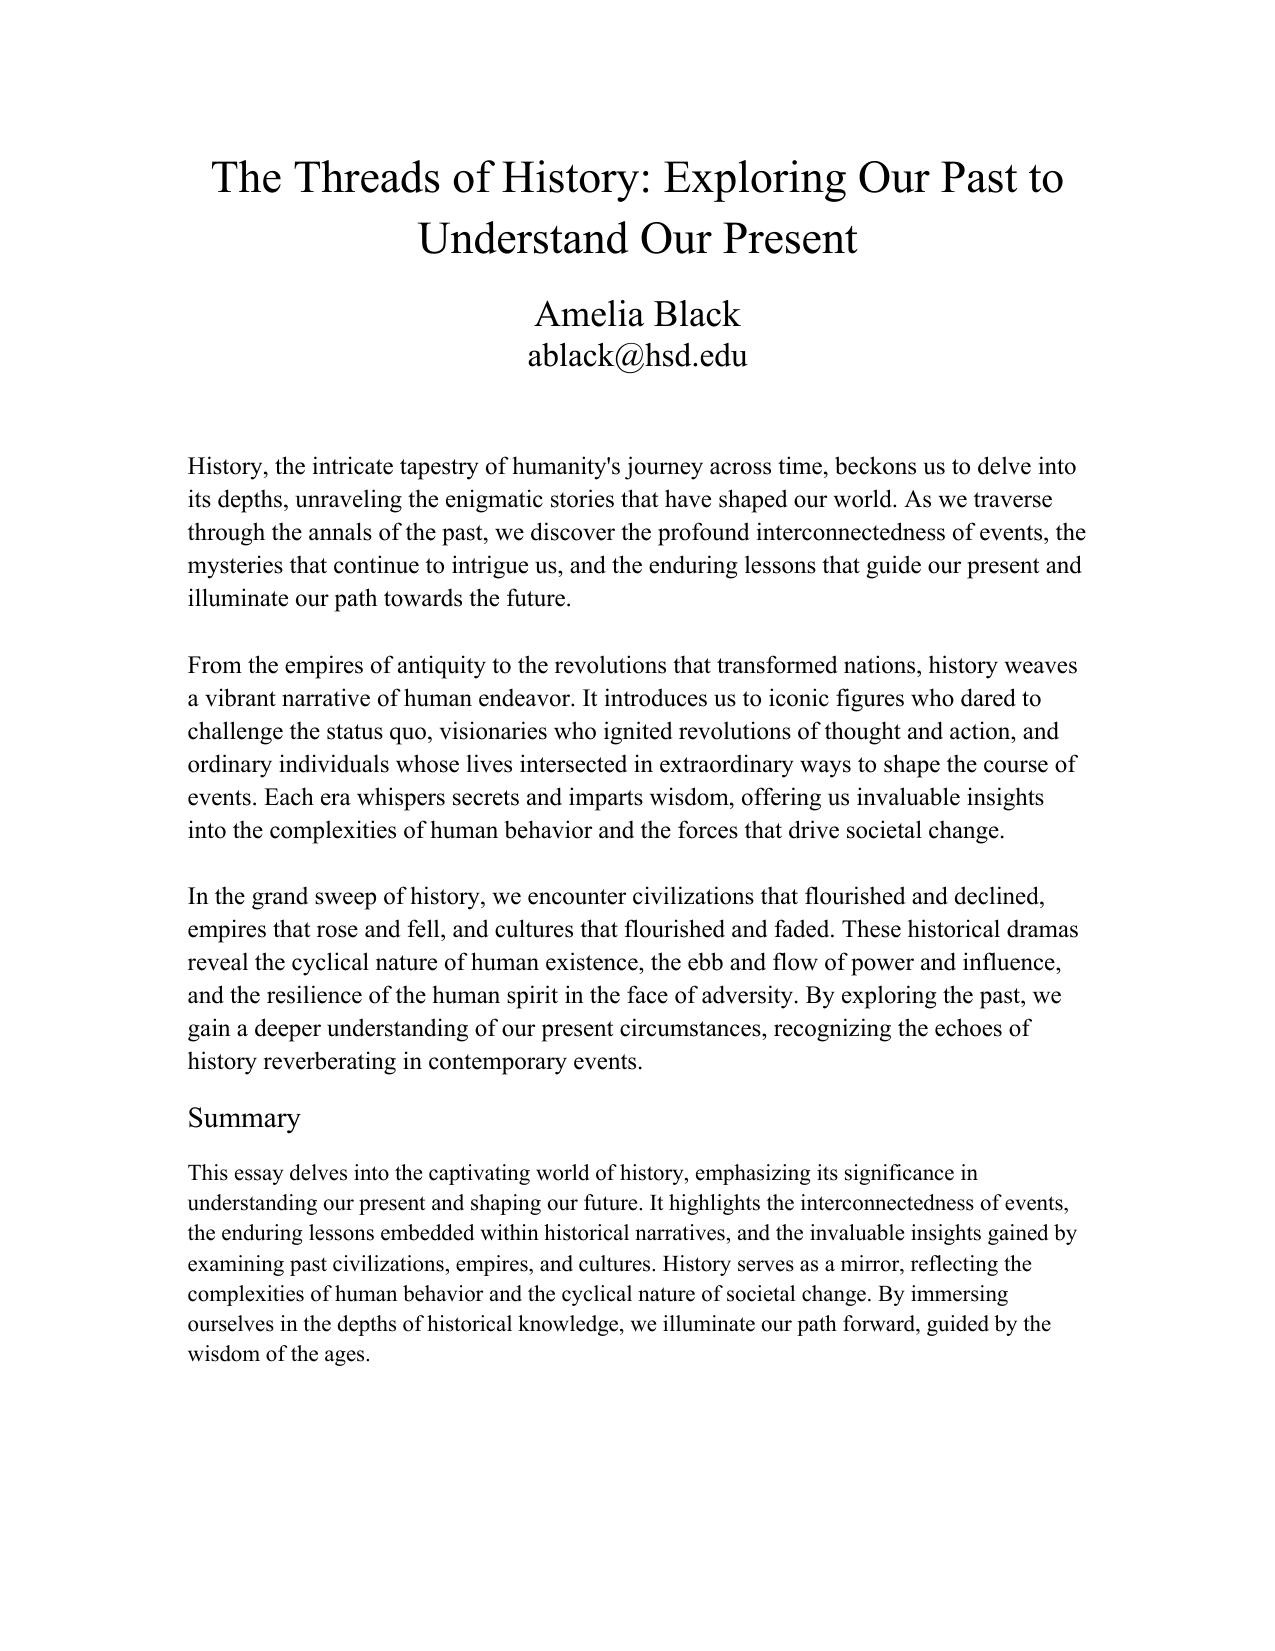 The Threads of History: Exploring Our Past to
Understand Our Present
Amelia Black
ablack@hsd.edu
History, the intricate tapestry of humanity's journey across time, beckons us to delve into
its depths, unraveling the enigmatic stories that have shaped our world. As we traverse
through the annals of the past, we discover the profound interconnectedness of events, the
mysteries that continue to intrigue us, and the enduring lessons that guide our present and
illuminate our path towards the future.
From the empires of antiquity to the revolutions that transformed nations, history weaves
a vibrant narrative of human endeavor. It introduces us to iconic figures who dared to
challenge the status quo, visionaries who ignited revolutions of thought and action, and
ordinary individuals whose lives intersected in extraordinary ways to shape the course of
events. Each era whispers secrets and imparts wisdom, offering us invaluable insights
into the complexities of human behavior and the forces that drive societal change.
In the grand sweep of history, we encounter civilizations that flourished and declined,
empires that rose and fell, and cultures that flourished and faded. These historical dramas
reveal the cyclical nature of human existence, the ebb and flow of power and influence,
and the resilience of the human spirit in the face of adversity. By exploring the past, we
gain a deeper understanding of our present circumstances, recognizing the echoes of
history reverberating in contemporary events.
Summary
This essay delves into the captivating world of history, emphasizing its significance in
understanding our present and shaping our future. It highlights the interconnectedness of events,
the enduring lessons embedded within historical narratives, and the invaluable insights gained by
examining past civilizations, empires, and cultures. History serves as a mirror, reflecting the
complexities of human behavior and the cyclical nature of societal change. By immersing
ourselves in the depths of historical knowledge, we illuminate our path forward, guided by the
wisdom of the ages.